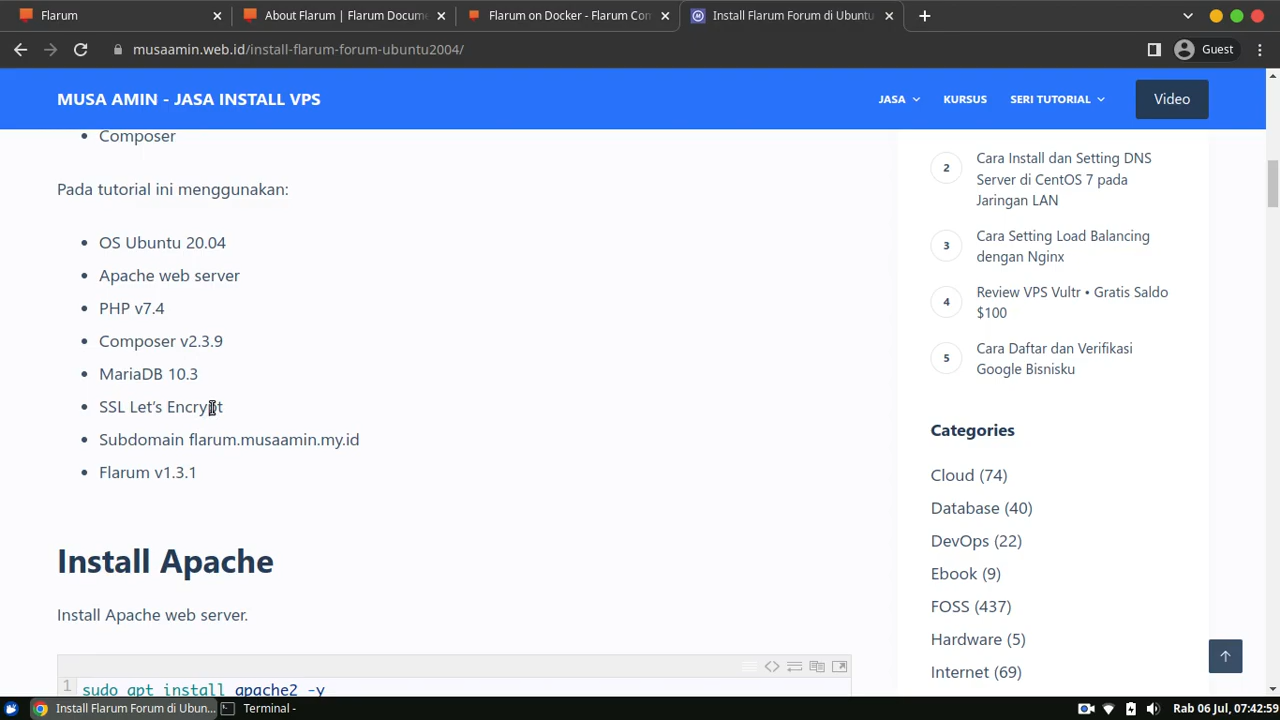 Flarum
About Flarum | Flarum Docume
Flarum on Docker - Flarum Con
Install Flarum Forum di Ubuntu
musaamin.web.id/install-flarum-forum-ubuntu2004/
Guest
MUSA AMIN - JASA INSTALL VPS
JASA
KURSUS
SERI TUTORIAL
Video
Composer
Pada tutorial ini menggunakan:
OS Ubuntu 20.04
Apache web server
PHP v7.4
Composer v2.3.9
MariaDB 10.3
SSL Let's Encrypt
Subdomain flarum.musaamin.my.id
Flarum v1.3.1
Install Apache
Install Apache web server.
1 sudo apt install apache2 -y
2 Cara Install dan Setting DNS
Server di CentOS 7 pada
Jaringan LAN
3 Cara Setting Load Balancing
dengan Nginx
4 Review VPS Vultr • Gratis Saldo
$100
5 Cara Daftar dan Verifikasi
Google Bisnisku
Categories
Cloud (74)
Database (40)
DevOps (22)
Ebook (9)
FOSS (437)
Hardware (5)
Internet (69)
Install Flarum Forum di Ubun...
Terminal -
Rab 06 Jul, 07:42:59